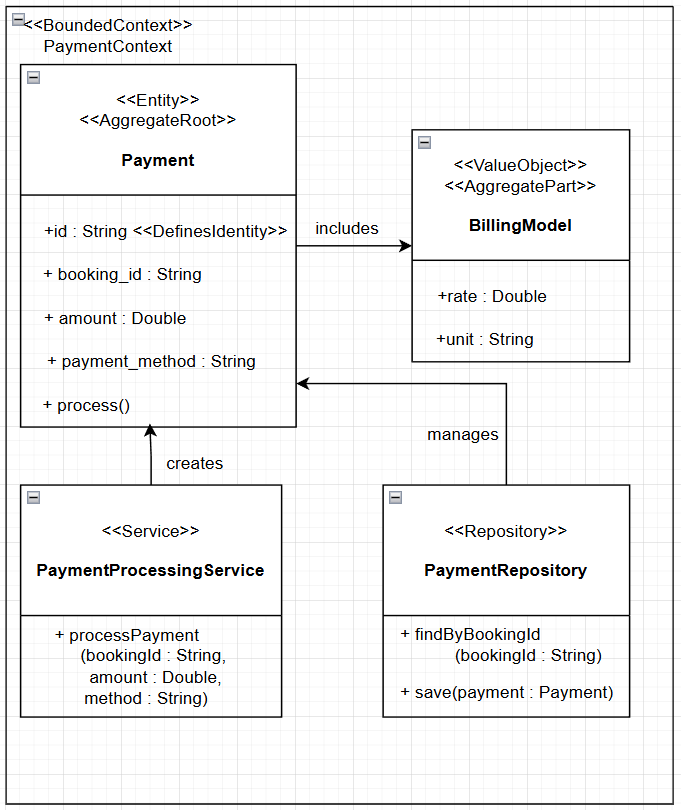 <<BoundedContext>>
PaymentContext
<<Entity>>
<<AggregateRoot>>
Payment
+id : String <<DefinesIdentity>>
+ booking_id : String
+ amount : Double
+ payment_method : String
+ process()
includes
<<ValueObject>>
<<AggregatePart>>
BillingModel
+rate : Double
+unit : String
creates
manages
<<Service>>
PaymentProcessingService
+ processPayment
(bookingId : String,
amount : Double,
method : String)
<<Repository>>
PaymentRepository
+ findByBookingId
(bookingId : String)
+ save(payment : Payment)